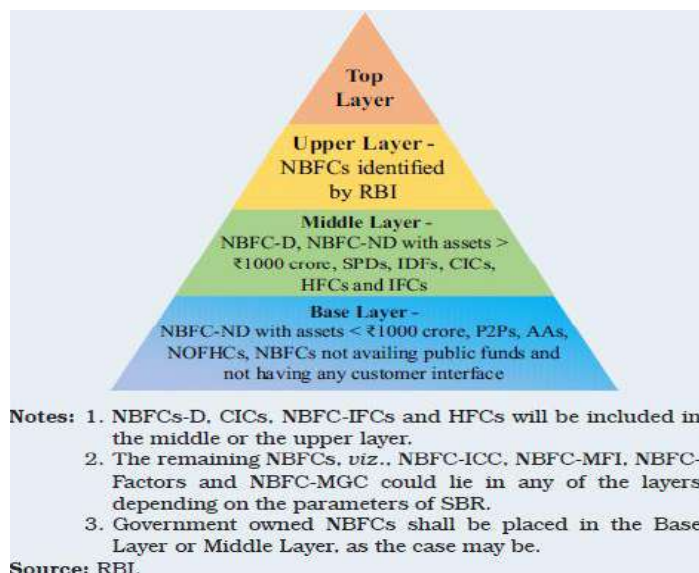 Top
Layer
Upper Layer -
NBFCs identified
by RBI
Middle Layer -
NBFC-D, NBFC-ND with assets >
₹1000 crore, SPDs, IDFs, CICs,
HFCs and IFCs
Base Layer -
NBFC-ND with assets < ₹1000 crore, P2Ps, AAs,
NOFHCs, NBFCs not availing public funds and
not having any customer interface
Notes: 1. NBFCs-D, CICs, NBFC-IFCs and HFCs will be included in
the middle or the upper layer.
2. The remaining NBFCs, viz., NBFC-ICC, NBFC-MFI, NBFC-
Factors and NBFC-MGC could lie in any of the layers
depending on the parameters of SBR.
3. Government owned NBFCs shall be placed in the Base
Layer or Middle Layer, as the case may be.
Source: RBI.